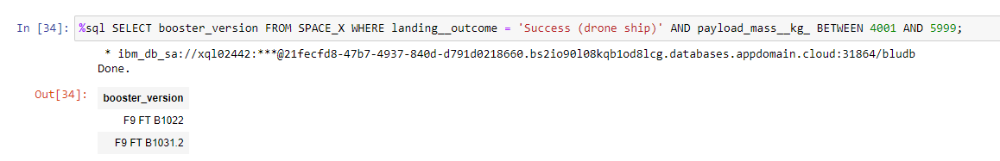 In [34]: %sql SELECT booster_version FROM SPACE_X WHERE landing__outcome = 'Success (drone ship)' AND payload_mass__kg_ BETWEEN 4001 AND 5999;
* ibm_db_sa://xql02442:***@21fecfd8-47b7-4937-840d-d791d0218660.bs2io90l08kqb1od8lcg.databases.appdomain.cloud:31864/bludb
Done.
Out[34]: booster_version
F9 FT B1022
F9 FT B1031.2